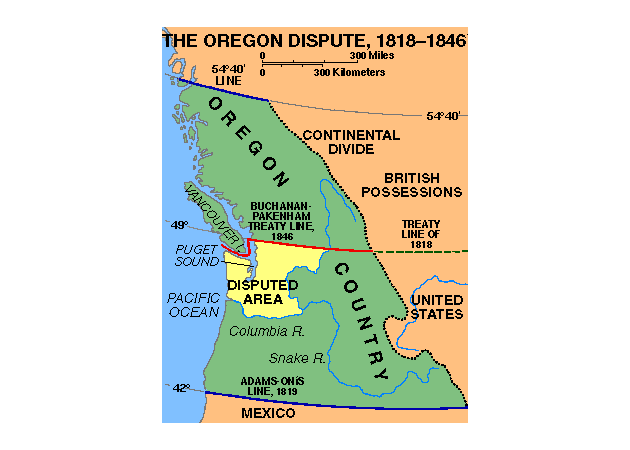 THE OREGON DISPUTE, 1818–1846
0 300 Miles
0 300 Kilometers
54°40'
LINE
54°40'
OREGON
CONTINENTAL
DIVIDE
BRITISH
POSSESSIONS
VANCOUVER
BUCHANAN-
PAKENHAM
TREATY LINE,
1846
49°
TREATY
LINE OF
1818
PUGET
SOUND
DISPUTED
AREA
COUNTRY
PACIFIC
OCEAN
UNITED
STATES
Columbia R.
Snake R.
42°
ADAMS-ONíS
LINE, 1819
MEXICO